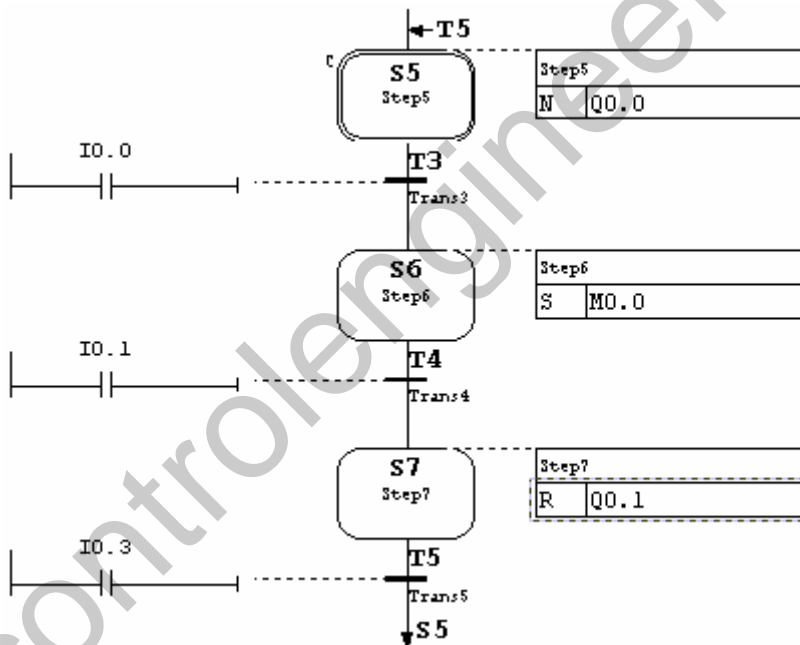 T5
C
S5
Step5
Step5
N Q0.0
I0.0
T3
Trans3
S6
Step6
Step6
S M0.0
I0.1
T4
Trans4
S7
Step7
Step7
R Q0.1
I0.3
T5
Trans5
S5
controlengineer